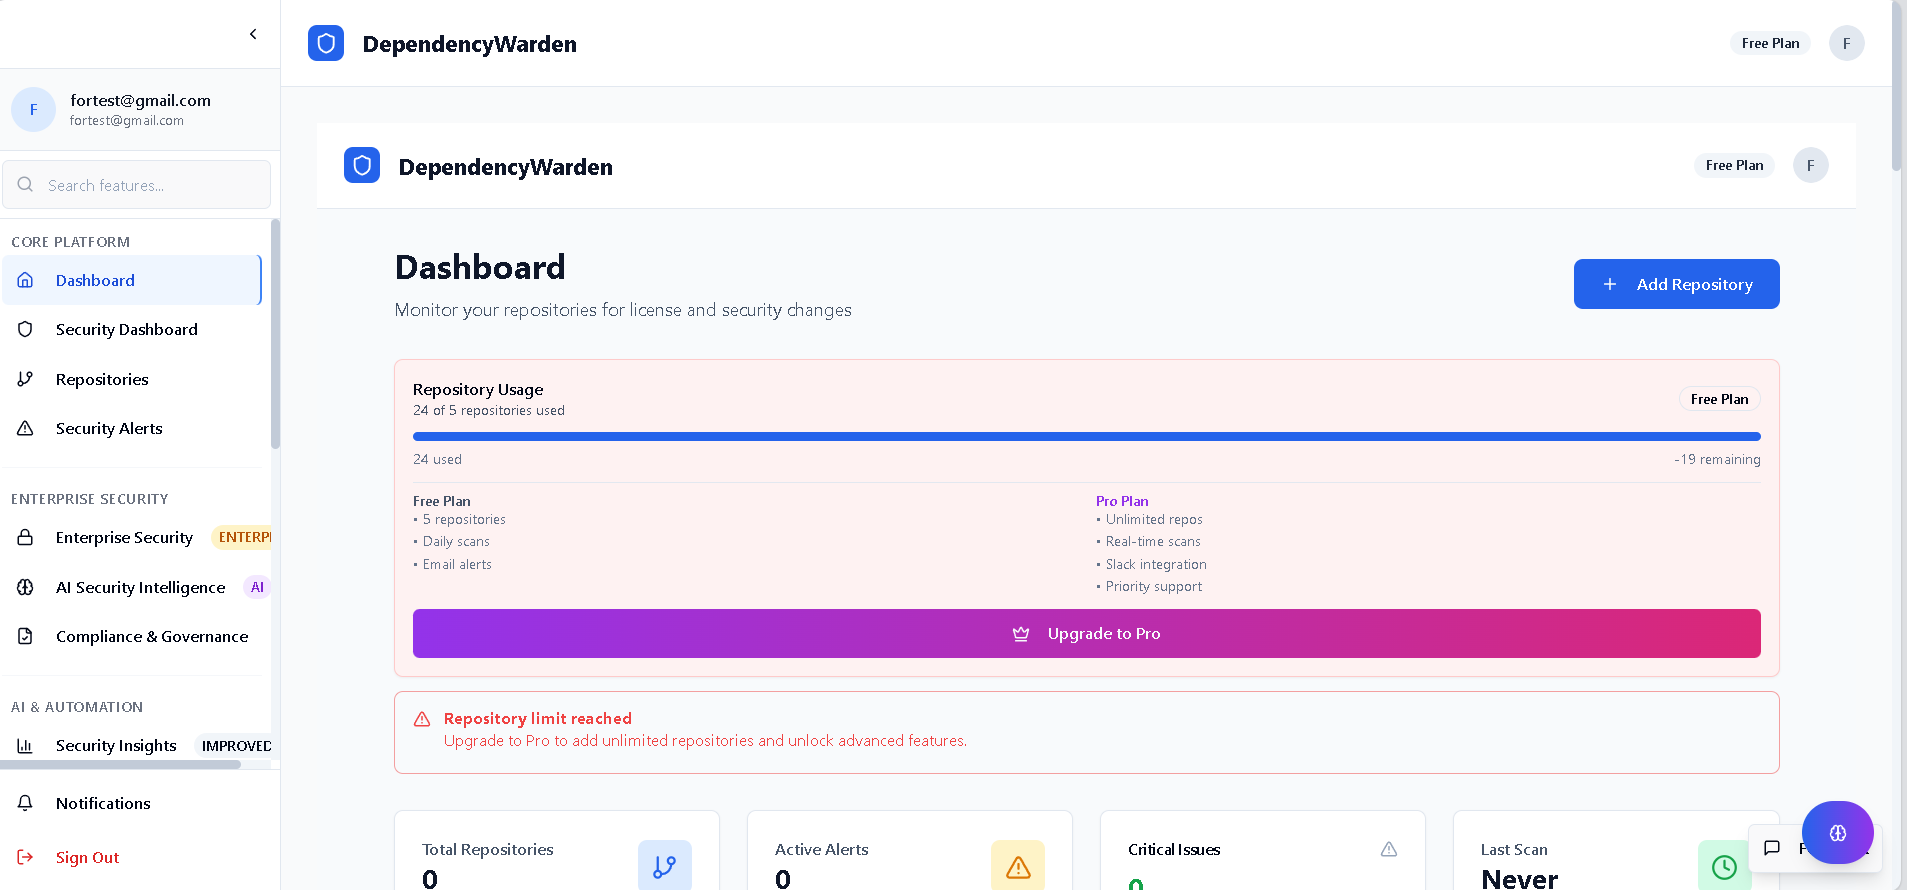 F
fortest@gmail.com
fortest@gmail.com
Search features...
CORE PLATFORM
Dashboard
Security Dashboard
Repositories
Security Alerts
ENTERPRISE SECURITY
Enterprise Security
AI Security Intelligence AI
Compliance & Governance
AI & AUTOMATION
Security Insights IMPROVED
Notifications
Sign Out
DependencyWarden
Free Plan
F
DependencyWarden
Free Plan
F
Dashboard
Monitor your repositories for license and security changes
+ Add Repository
Repository Usage
24 of 5 repositories used
Free Plan
24 used
-19 remaining
Free Plan
• 5 repositories
• Daily scans
• Email alerts
Pro Plan
• Unlimited repos
• Real-time scans
• Slack integration
• Priority support
Upgrade to Pro
Repository limit reached
Upgrade to Pro to add unlimited repositories and unlock advanced features.
Total Repositories
0
Active Alerts
0
Critical Issues
0
Last Scan
Never